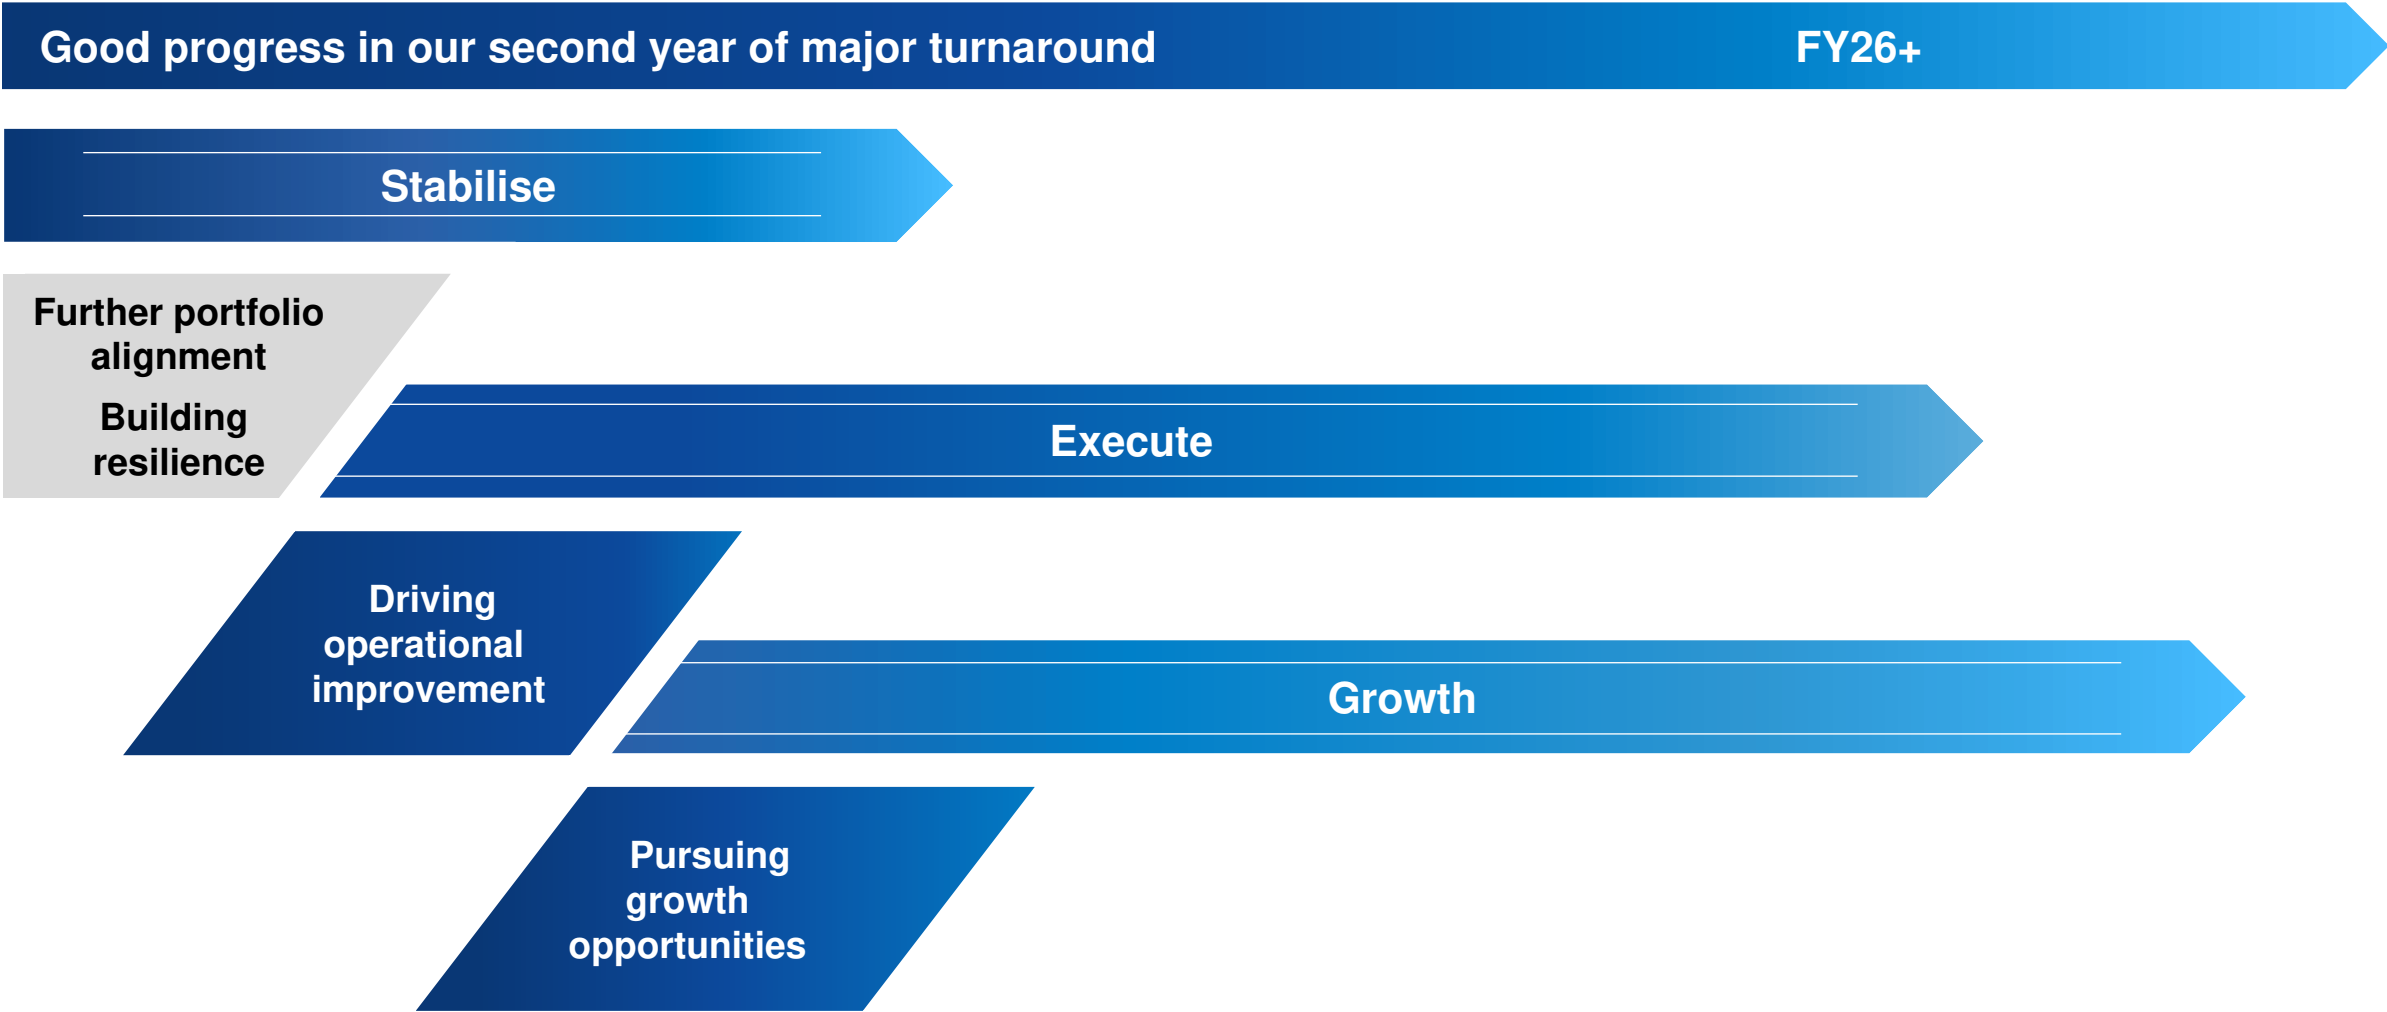 Good progress in our second year of major turnaround
FY26+
Stabilise
Further portfolio
alignment
Building
resilience
Execute
Driving
operational
improvement
Growth
Pursuing
growth
opportunities